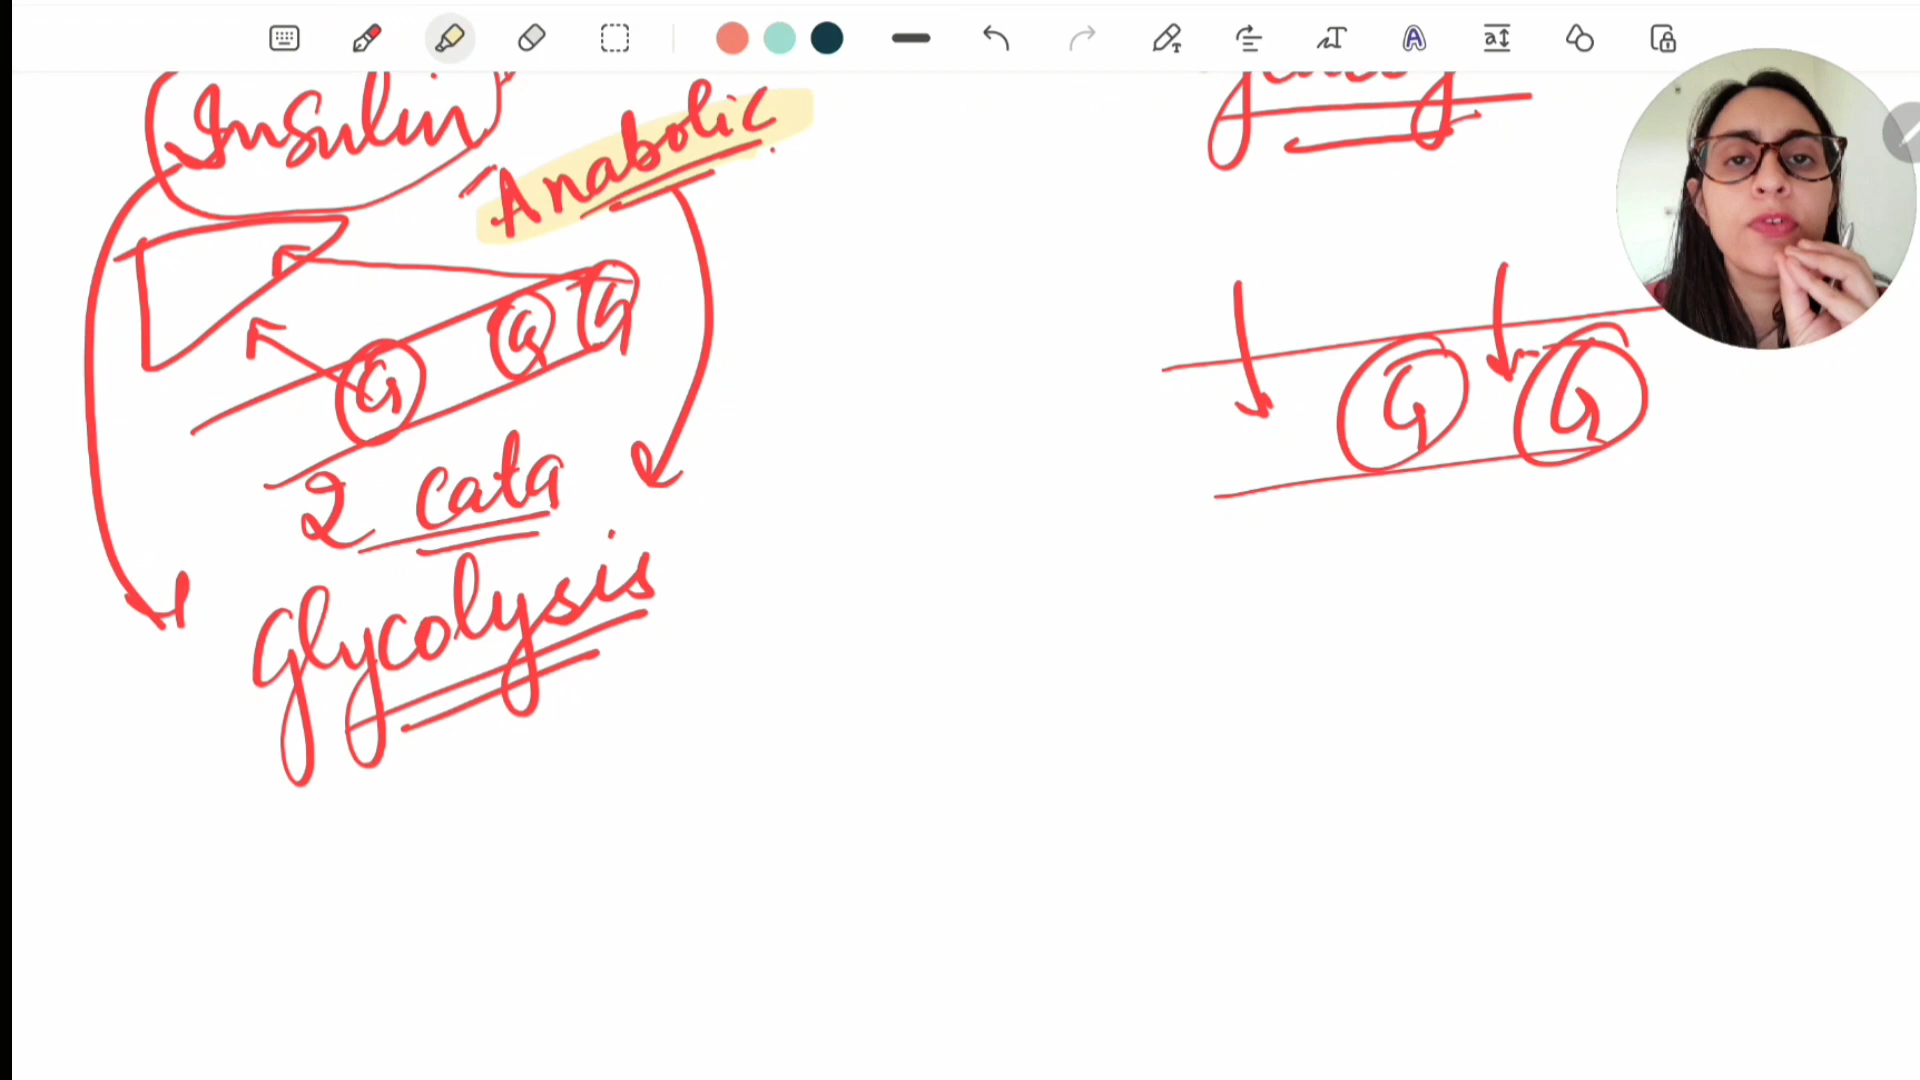 Insulin
Anabolic
G G G
2 cata
glycolysis
G G